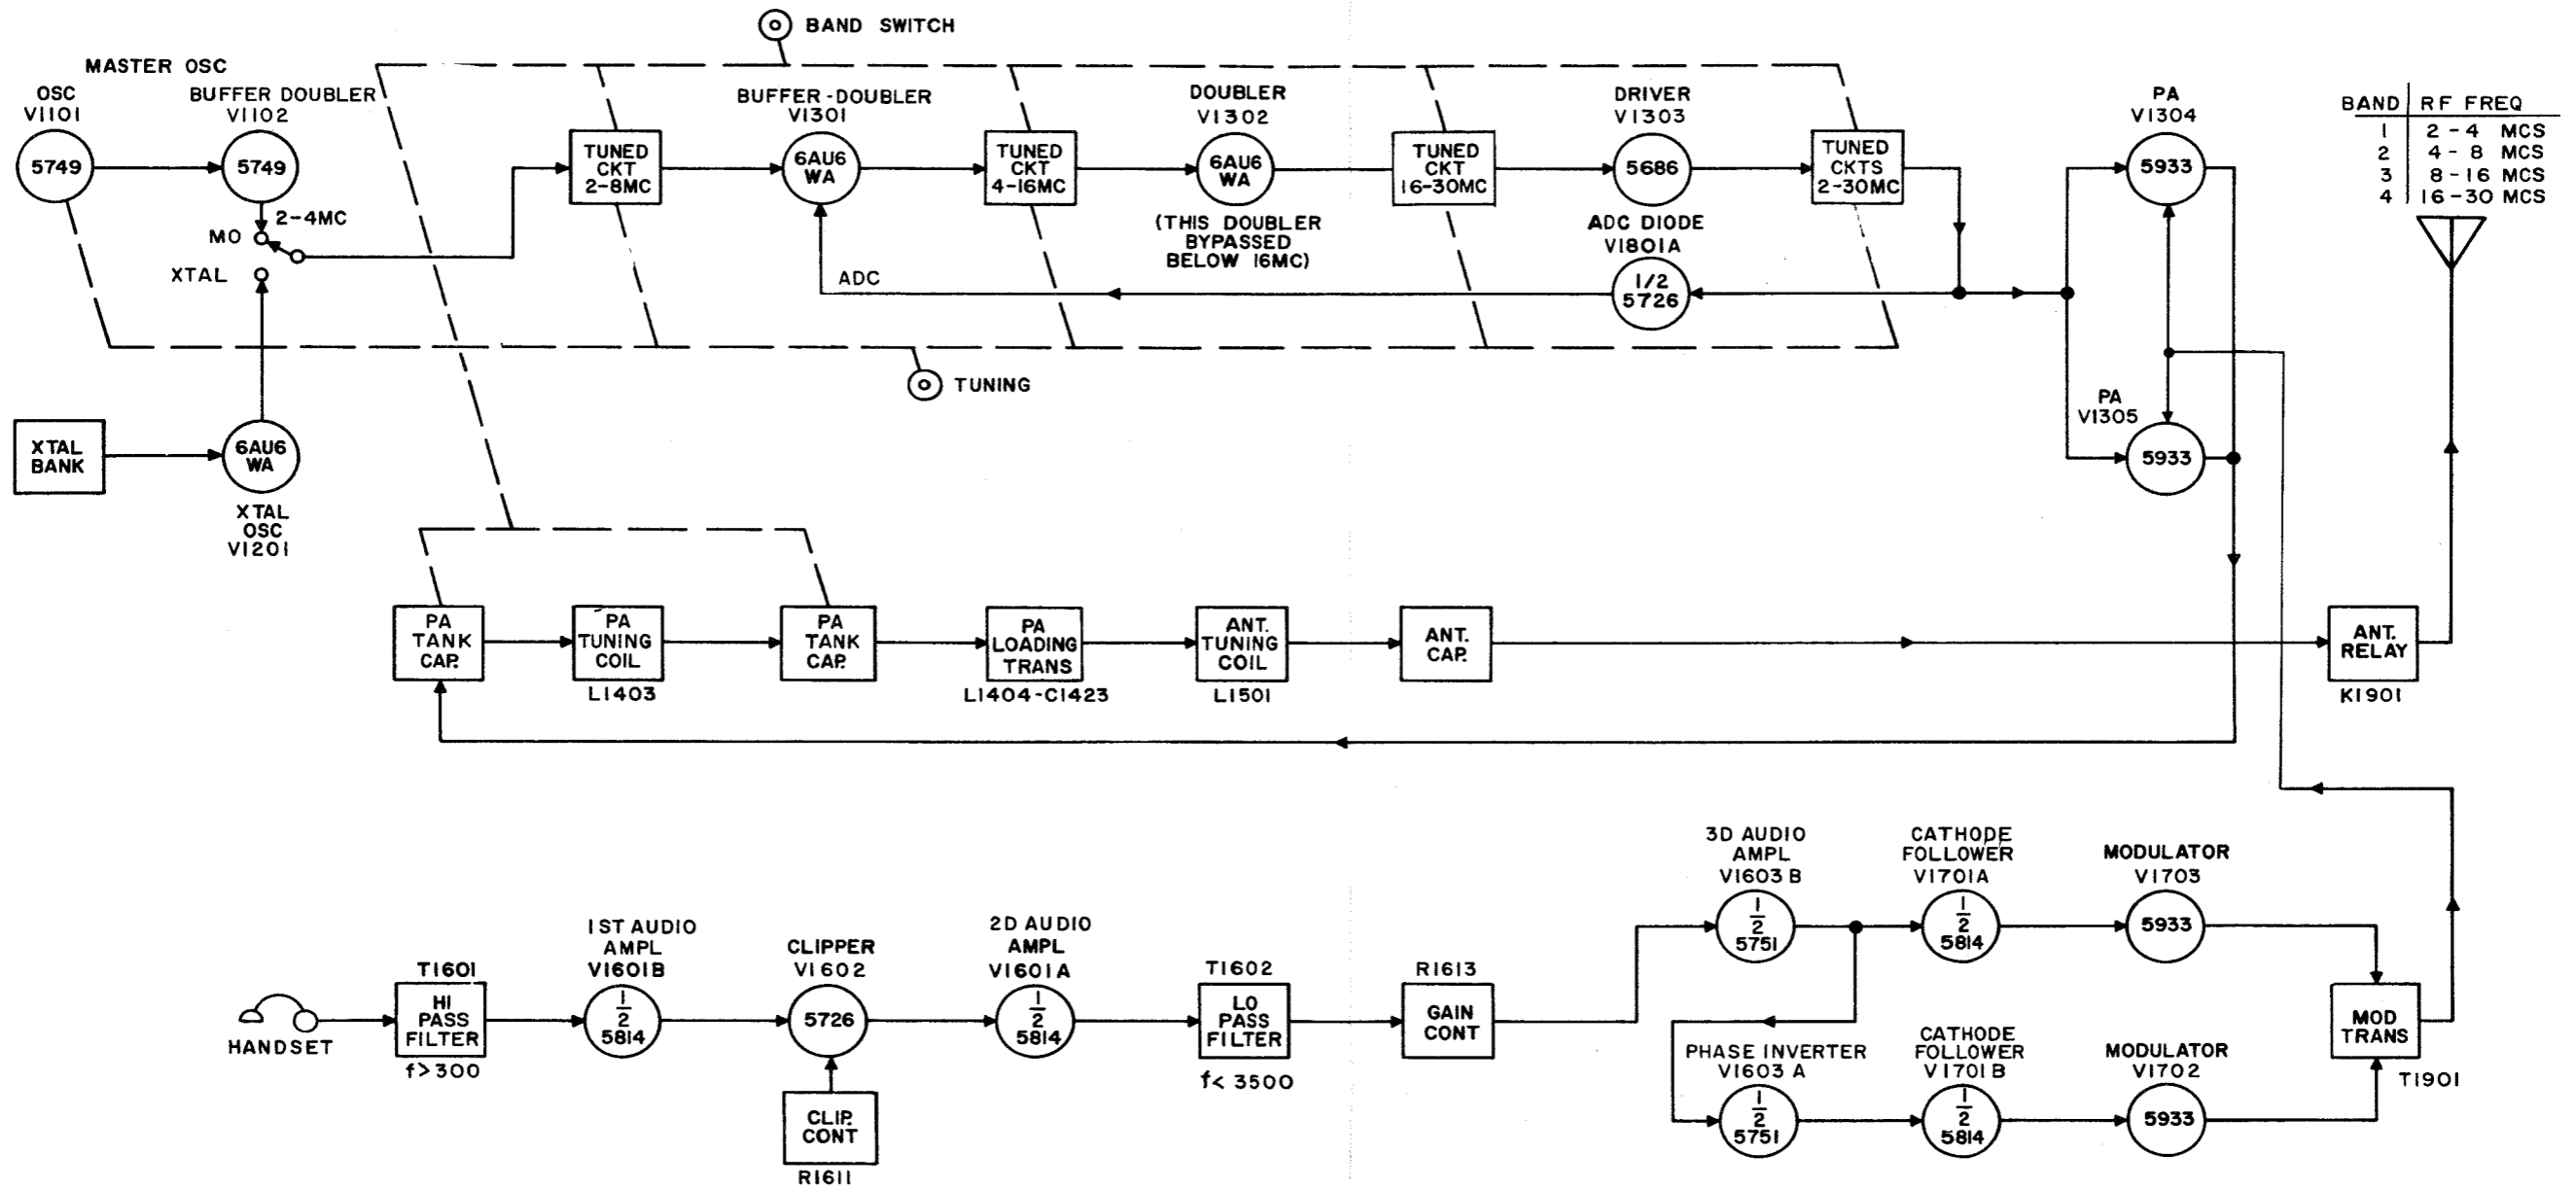 BAND SWITCH
MASTER OSC
OSC
V1101
5749
BUFFER DOUBLER
V1102
5749
2-4MC
MO
XTAL
XTAL
BANK
6AU6
WA
XTAL
OSC
V1201
TUNED
CKT
2-8MC
BUFFER-DOUBLER
V1301
6AU6
WA
ADC
TUNED
CKT
4-16MC
DOUBLER
V1302
6AU6
WA
(THIS DOUBLER
BYPASSED
BELOW 16MC)
TUNED
CKT
16-30MC
DRIVER
V1303
5686
ADC DIODE
V1801A
1/2
5726
TUNED
CKTS
2-30MC
TUNING
PA
V1304
5933
PA
V1305
5933
BAND RF FREQ
1 2-4 MCS
2 4-8 MCS
3 8-16 MCS
4 16-30 MCS
PA
TANK
CAP.
PA
TUNING
COIL
L1403
PA
TANK
CAP.
PA
LOADING
TRANS
L1404-C1423
ANT.
TUNING
COIL
L1501
ANT.
CAP.
ANT.
RELAY
K1901
HANDSET
T1601
HI
PASS
FILTER
f>300
1ST AUDIO
AMPL
V1601B
1
2
5814
CLIPPER
V1602
5726
CLIP.
CONT
R1611
2D AUDIO
AMPL
V1601A
1
2
5814
T1602
LO
PASS
FILTER
f< 3500
R1613
GAIN
CONT
3D AUDIO
AMPL
V1603B
1
2
5751
CATHODE
FOLLOWER
V1701A
1
2
5814
MODULATOR
V1703
5933
PHASE INVERTER
V1603A
1
2
5751
CATHODE
FOLLOWER
V1701B
1
2
5814
MODULATOR
V1702
5933
MOD
TRANS
T1901